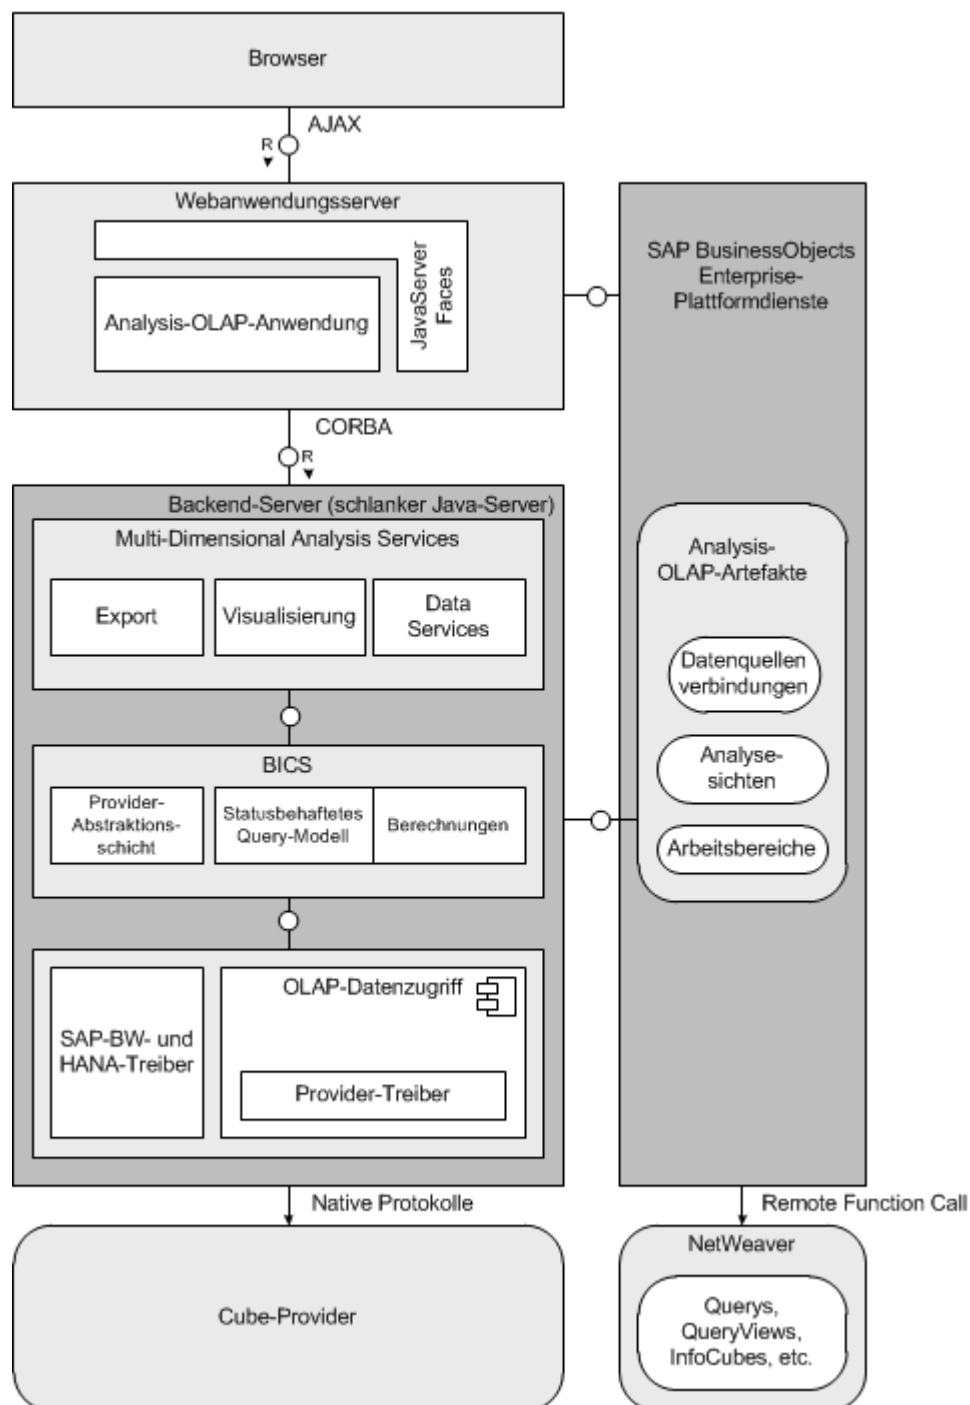 Browser
AJAX
R
Webanwendungsserver
JavaServer
Faces
Analysis-OLAP-Anwendung
SAP BusinessObjects
Enterprise-
Plattformdienste
CORBA
R
Backend-Server (schlanker Java-Server)
Multi-Dimensional Analysis Services
Export
Visualisierung
Data
Services
Analysis-
OLAP-Artefakte
Datenquellen
verbindungen
Analyse-
sichten
Arbeitsbereiche
BICS
Provider-
Abstraktions-
schicht
Statusbehaftetes
Query-Modell
Berechnungen
SAP-BW- und
HANA-Treiber
OLAP-Datenzugriff
Provider-Treiber
Native Protokolle
Remote Function Call
Cube-Provider
NetWeaver
Querys,
QueryViews,
InfoCubes, etc.